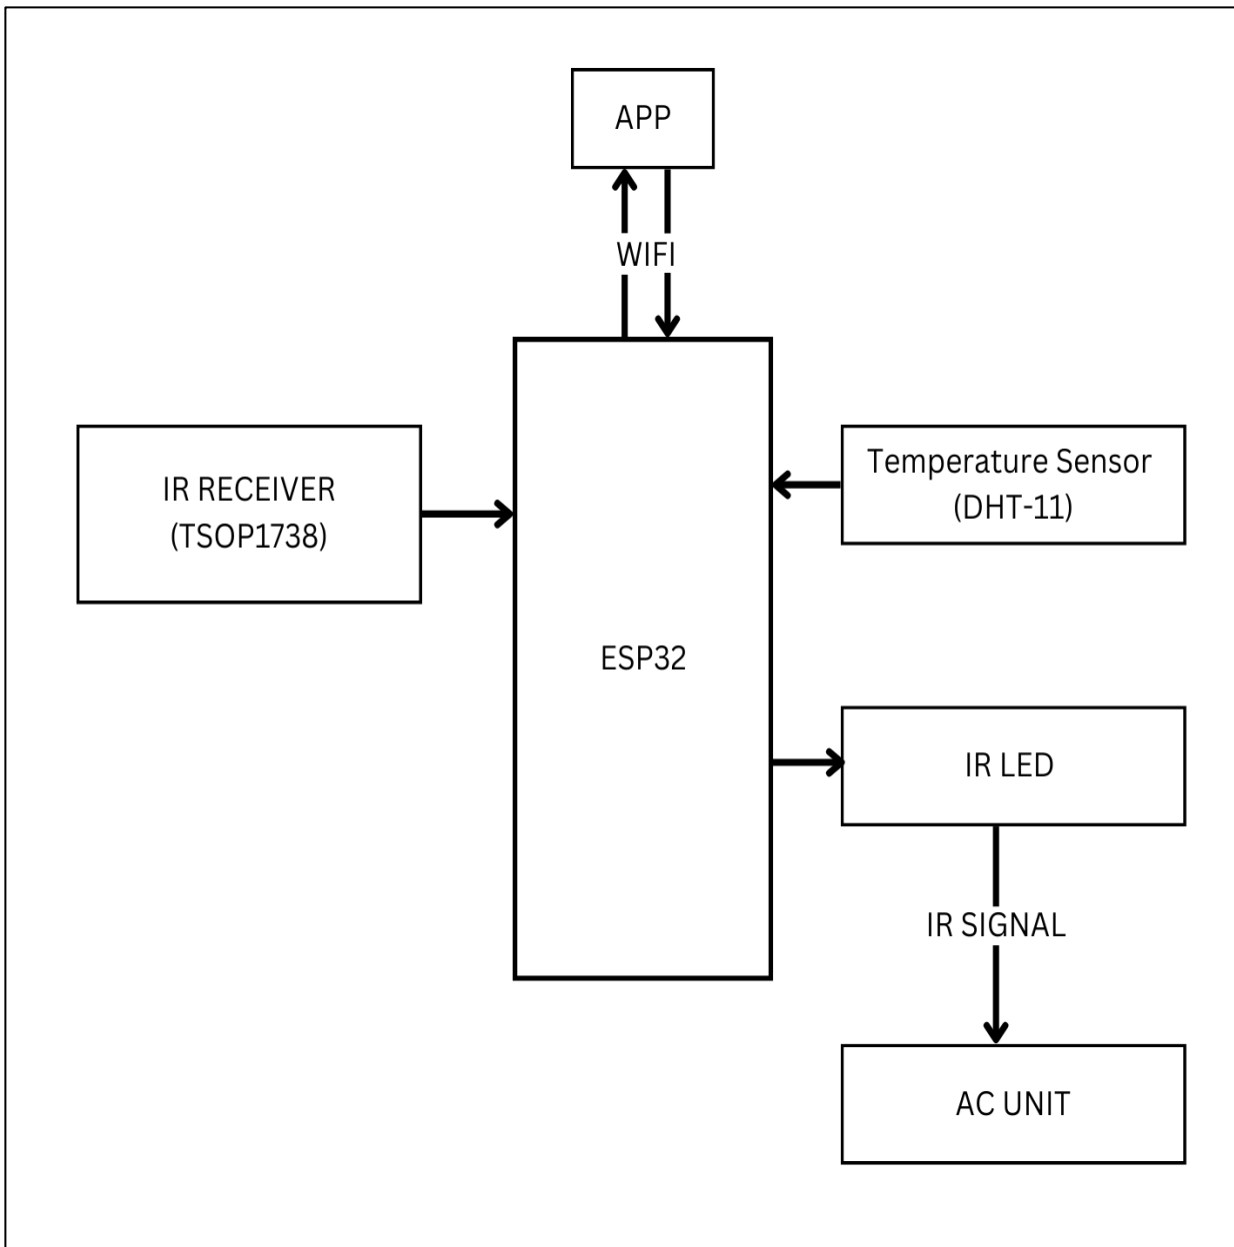 APP
WIFI
IR RECEIVER
(TSOP1738)
Temperature Sensor
(DHT-11)
ESP32
IR LED
IR SIGNAL
AC UNIT